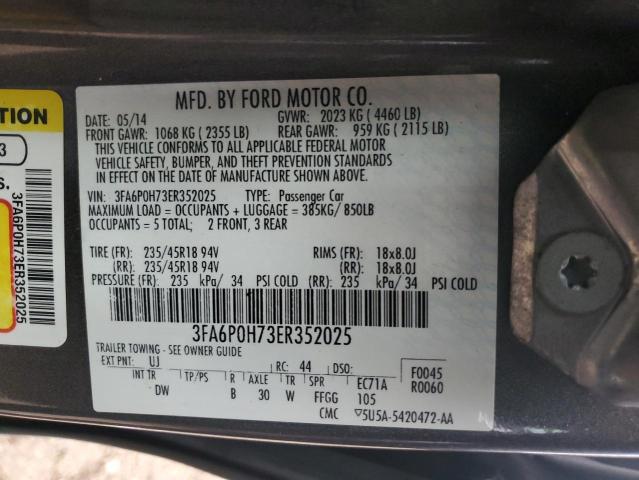 TION
3
S.
3FA6P0H73ER352025
MFD. BY FORD MOTOR CO.
DATE: 05/14 GVWR: 2023 KG ( 4460 LB)
FRONT GAWR: 1068 KG ( 2355 LB) REAR GAWR: 959 KG ( 2115 LB)
THIS VEHICLE CONFORMS TO ALL APPLICABLE FEDERAL MOTOR
VEHICLE SAFETY, BUMPER, AND THEFT PREVENTION STANDARDS
IN EFFECT ON THE DATE OF MANUFACTURE SHOWN ABOVE.
VIN: 3FA6P0H73ER352025 TYPE: Passenger Car
MAXIMUM LOAD = OCCUPANTS + LUGGAGE = 385KG/ 850LB
OCCUPANTS = 5 TOTAL; 2 FRONT, 3 REAR
TIRE (FR): 235/45R18 94V RIMS (FR): 18x8.0J
(RR): 235/45R18 94V (RR): 18x8.0J
PRESSURE (FR): 235 kPa/ 34 PSI COLD (RR): 235 kPa/ 34 PSI COLD
3FA6P0H73ER352025
TRAILER TOWING - SEE OWNER GUIDE
EXT PNT: UJ RC: 44 DSO: F0045
INT TR TP/PS R AXLE TR SPR EC71A R0060
DW B 30 W FFGG 105
CMC ▽5U5A-5420472-AA